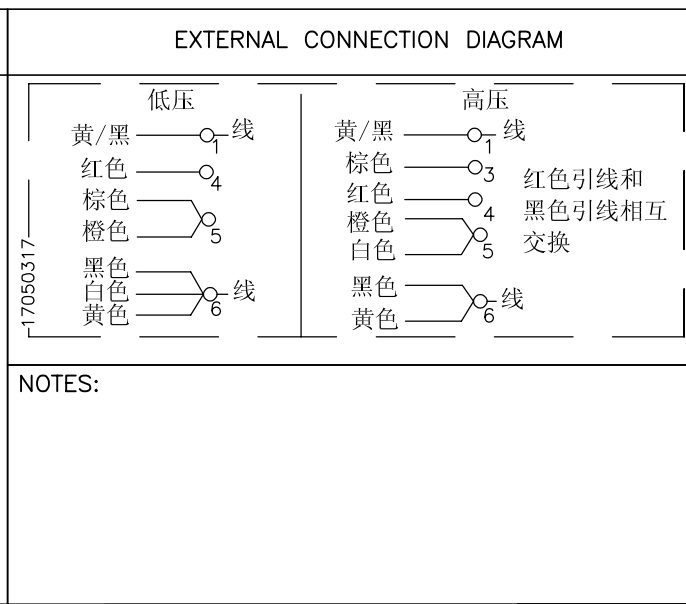 EXTERNAL CONNECTION DIAGRAM
低压
黄/黑 1 线
红色 4
棕色
橙色 5
黑色
白色 6 线
黄色
17050317
高压
黄/黑 1 线
棕色 3
红色 4
橙色
白色 5
黑色
黄色 6 线
红色引线和
黑色引线相互
交换
NOTES: